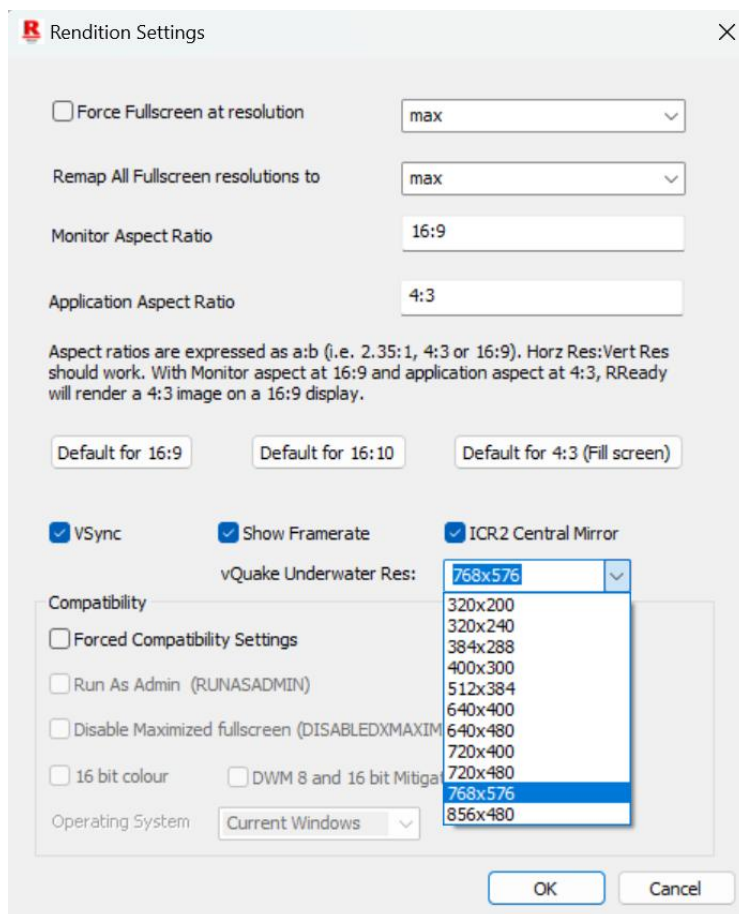 R Rendition Settings
Force Fullscreen at resolution max
Remap All Fullscreen resolutions to max
Monitor Aspect Ratio 16:9
Application Aspect Ratio 4:3
Aspect ratios are expressed as a:b (i.e. 2.35:1, 4:3 or 16:9). Horz Res:Vert Res
should work. With Monitor aspect at 16:9 and application aspect at 4:3, RReady
will render a 4:3 image on a 16:9 display.
Default for 16:9 Default for 16:10 Default for 4:3 (Fill screen)
VSync Show Framerate ICR2 Central Mirror
vQuake Underwater Res: 768x576
Compatibility
320x200
Forced Compatibility Settings
320x240
384x288
400x300
Run As Admin (RUNASADMIN)
512x384
640x400
Disable Maximized fullscreen (DISABLEDXMAXIM
640x480
720x400
16 bit colour DWM 8 and 16 bit Mitigat
720x480
768x576
Operating System Current Windows
856x480
OK Cancel